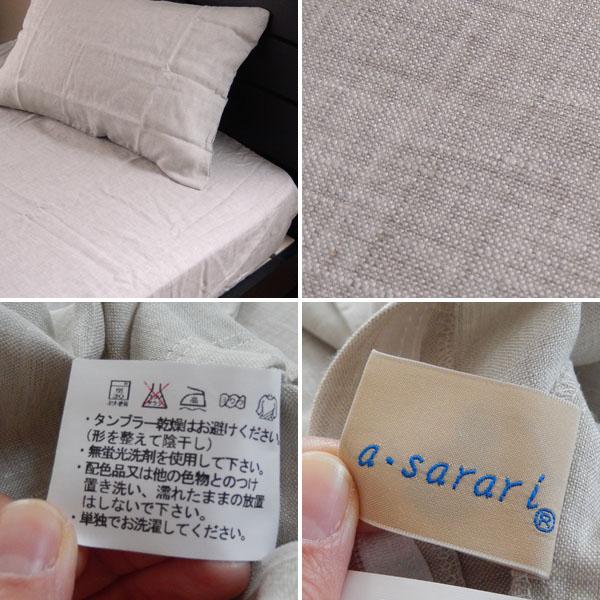 ・タンブラー乾燥はお避けください
(形を整えて陰干し)
・無蛍光洗剤を使用して下さい。
・配色品又は他の色物とのつけ
置き洗い、濡れたままの放置
はしないで下さい。
・単独でお洗濯してください。
a・sarari®